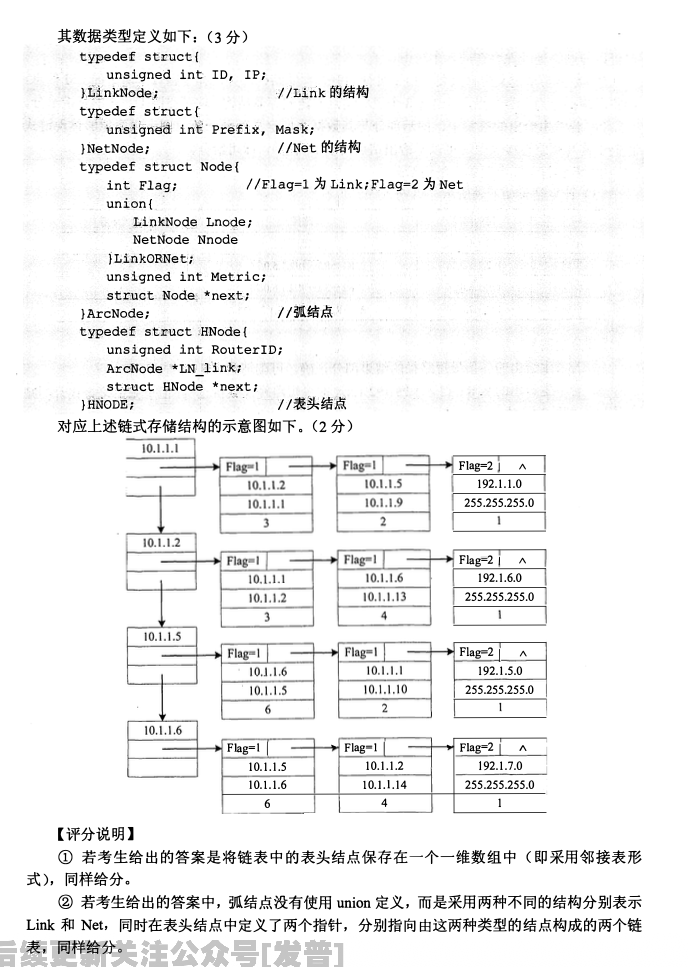 其数据类型定义如下：（3 分）
typedef struct{
unsigned int ID, IP;
}LinkNode; //Link 的结构
typedef struct{
unsigned int Prefix, Mask;
}NetNode; //Net 的结构
typedef struct Node{
int Flag; //Flag=1 为 Link;Flag=2 为 Net
union{
LinkNode Lnode;
NetNode Nnode
}LinkORNet;
unsigned int Metric;
struct Node *next;
}ArcNode; //弧结点
typedef struct HNode{
unsigned int RouterID;
ArcNode *LN_link;
struct HNode *next;
}HNODE; //表头结点
对应上述链式存储结构的示意图如下。（2 分）
10.1.1.1
Flag=1 Flag=1 Flag=2 ∧
10.1.1.2 10.1.1.5 192.1.1.0
10.1.1.1 10.1.1.9 255.255.255.0
3 2 1
10.1.1.2
Flag=1 Flag=1 Flag=2 ∧
10.1.1.1 10.1.1.6 192.1.6.0
10.1.1.2 10.1.1.13 255.255.255.0
3 4 1
10.1.1.5
Flag=1 Flag=1 Flag=2 ∧
10.1.1.6 10.1.1.1 192.1.5.0
10.1.1.5 10.1.1.10 255.255.255.0
6 2 1
10.1.1.6
Flag=1 Flag=1 Flag=2 ∧
10.1.1.5 10.1.1.2 192.1.7.0
10.1.1.6 10.1.1.14 255.255.255.0
6 4 1
【评分说明】
① 若考生给出的答案是将链表中的表头结点保存在一个一维数组中（即采用邻接表形
式），同样给分。
② 若考生给出的答案中，弧结点没有使用 union 定义，而是采用两种不同的结构分别表示
Link 和 Net，同时在表头结点中定义了两个指针，分别指向由这两种类型的结点构成的两个链
表，同样给分。
后续更新关注公众号[发普]